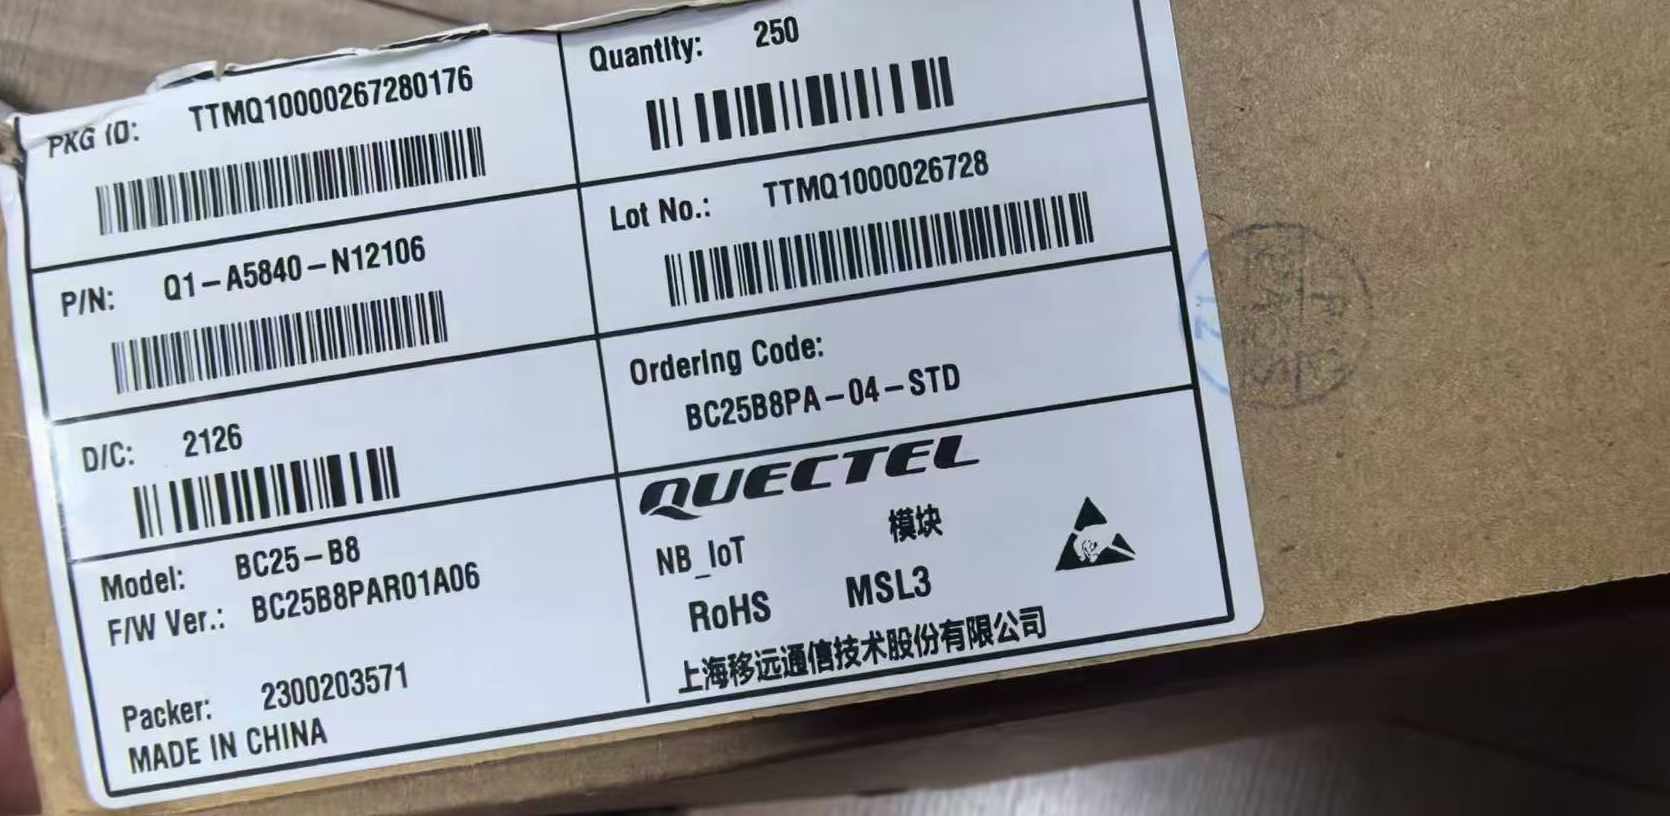 PKG ID: TTMQ10000267280176
Quantity: 250
P/N: Q1-A5840-N12106
Lot No.: TTMQ1000026728
D/C: 2126
Ordering Code:
BC25B8PA-04-STD
Model: BC25-B8
F/W Ver.: BC25B8PAR01A06
Packer: 2300203571
MADE IN CHINA
QUECTEL
NB_IoT 模块
RoHS MSL3
上海移远通信技术股份有限公司